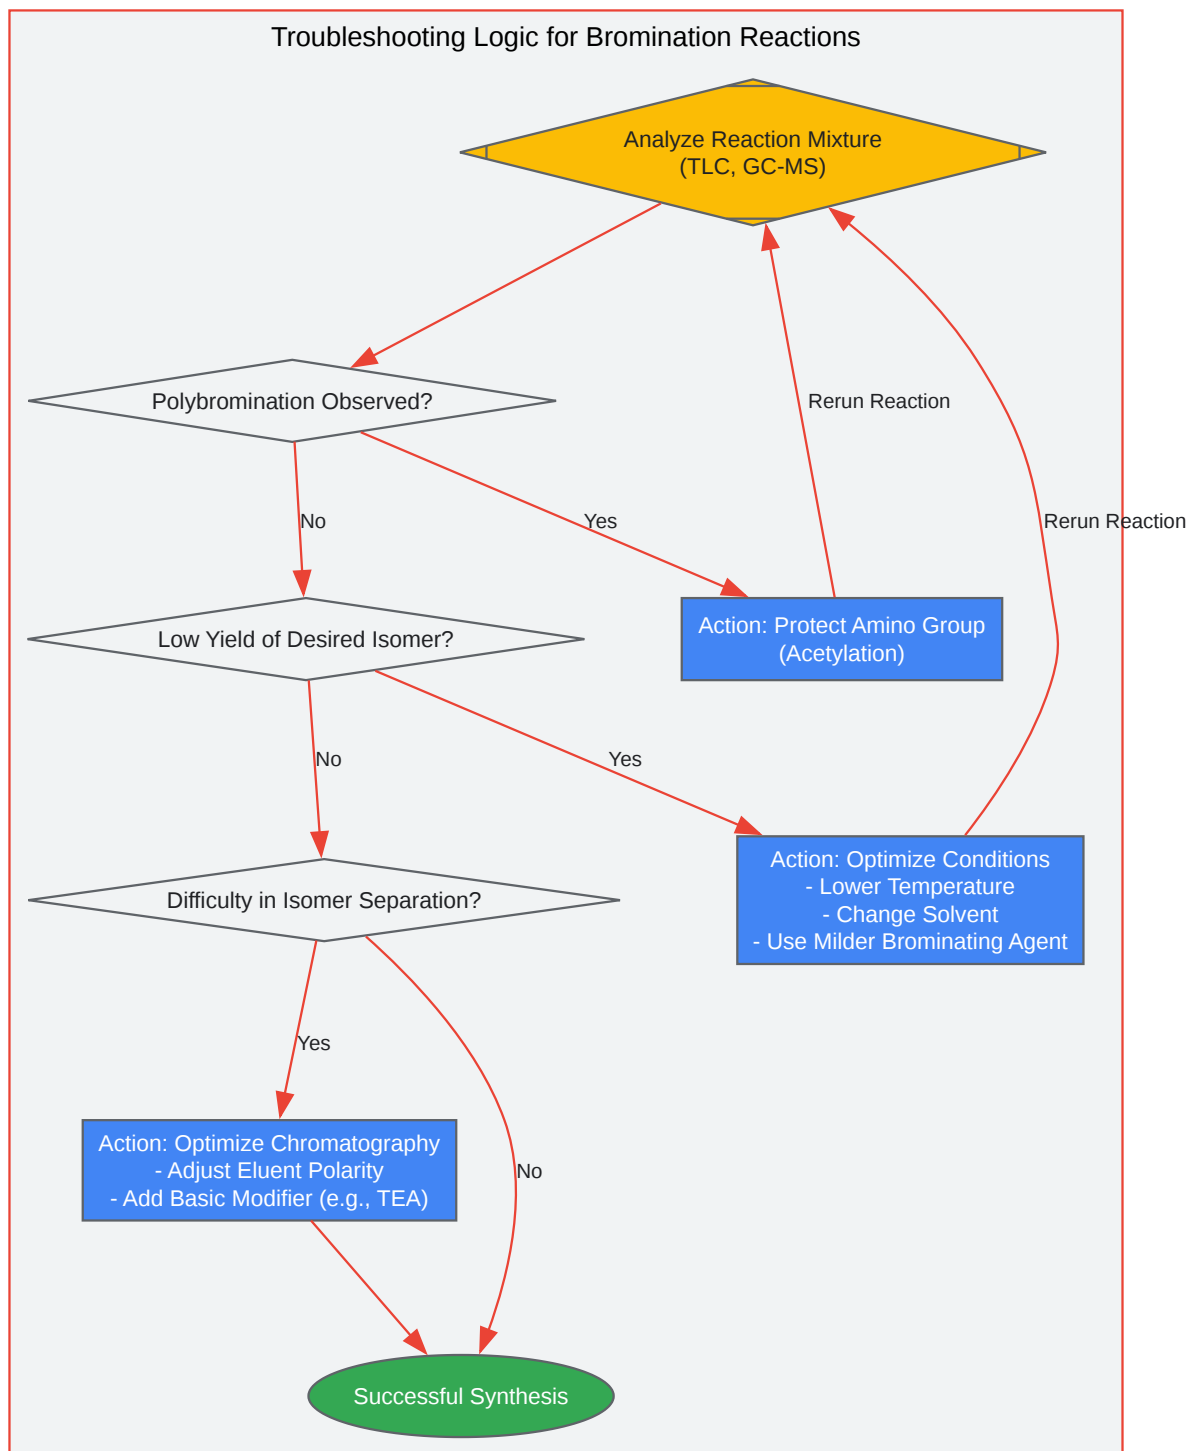 Troubleshooting Logic for Bromination Reactions
Analyze Reaction Mixture
(TLC, GC-MS)
Polybromination Observed?
Rerun Reaction
No
Yes
Rerun Reaction
Action: Protect Amino Group
(Acetylation)
Low Yield of Desired Isomer?
No
Yes
Action: Optimize Conditions
- Lower Temperature
- Change Solvent
- Use Milder Brominating Agent
Difficulty in Isomer Separation?
Yes
No
Action: Optimize Chromatography
- Adjust Eluent Polarity
- Add Basic Modifier (e.g., TEA)
Successful Synthesis